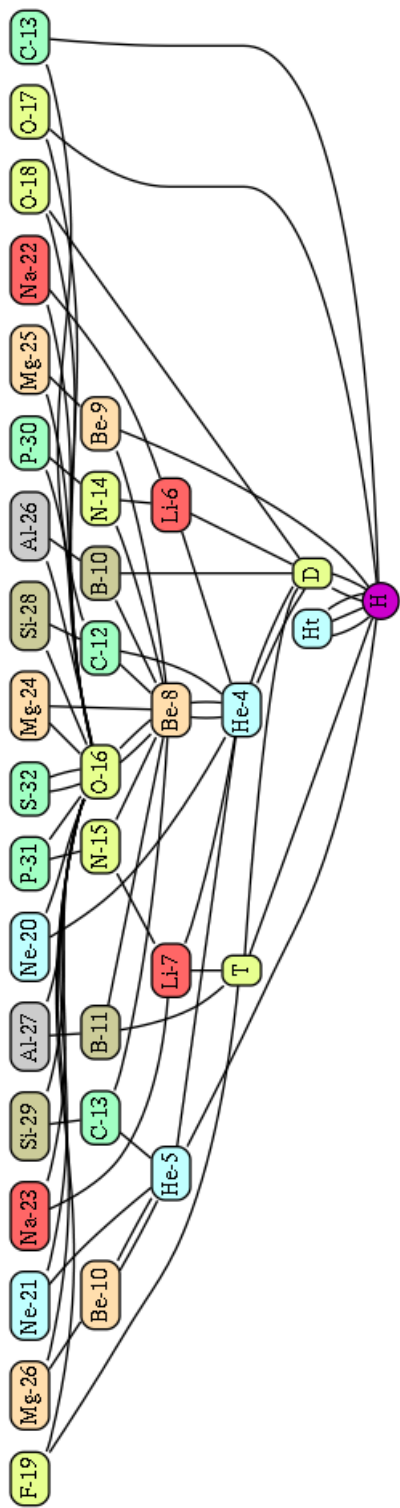 C-13
O-17
O-18
Na-22
Mg-25
P-30
Al-26
Si-28
Mg-24
S-32
P-31
Ne-20
Al-27
Si-29
Na-23
Ne-21
Mg-26
F-19
Be-9
N-14
B-10
C-12
O-16
N-15
B-11
C-13
Be-10
Li-6
Be-8
Li-7
He-5
He-4
T
D
Ht
H